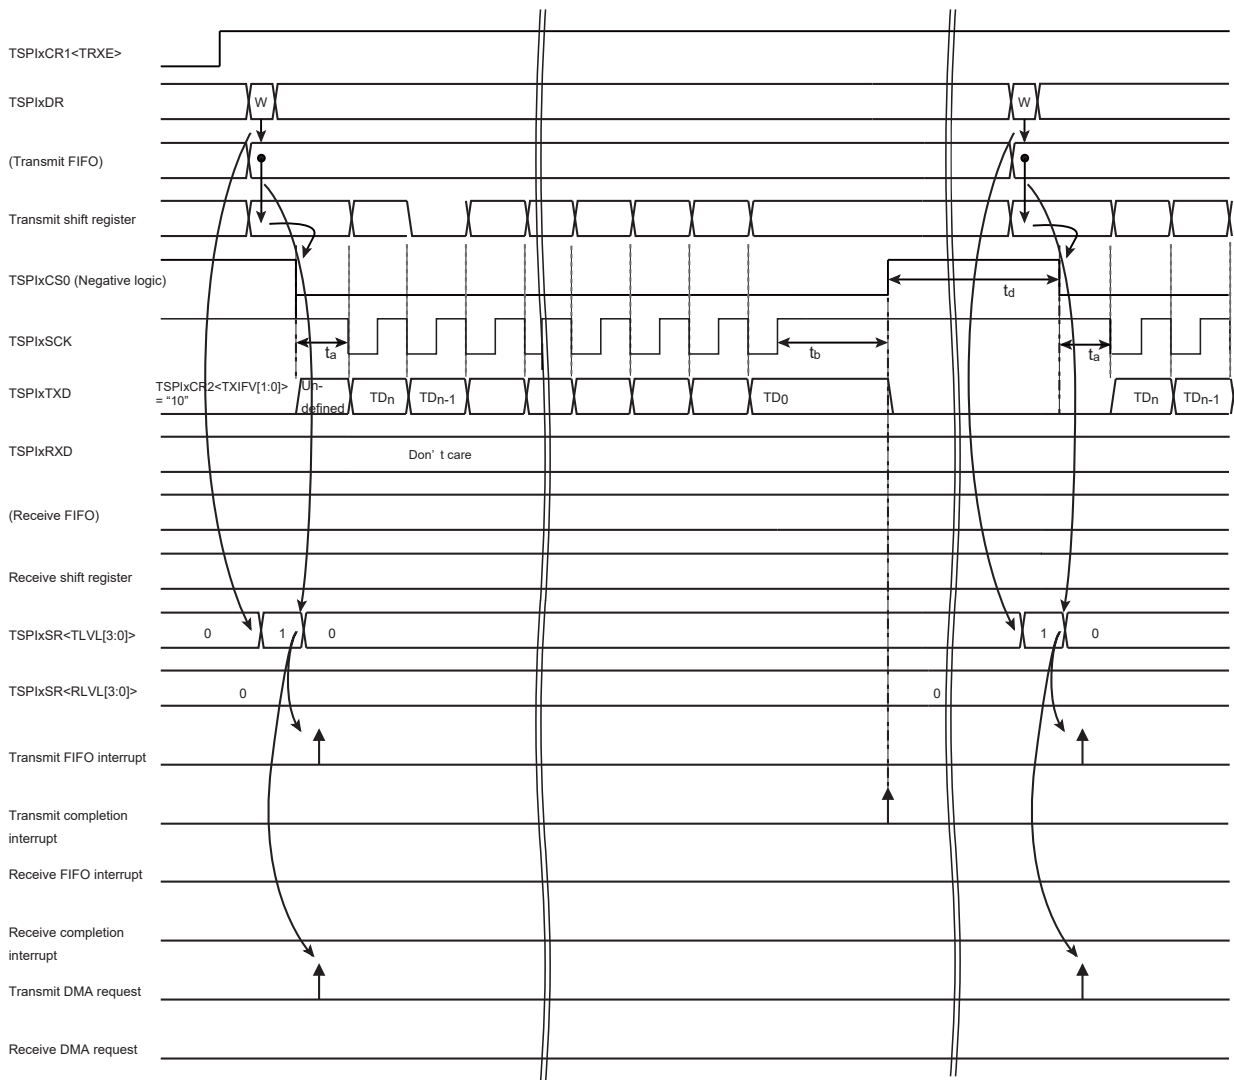 TSPIxCR1<TRXE>
TSPIxDR
W
W
(Transmit FIFO)
Transmit shift register
TSPIxCS0 (Negative logic)
td
TSPIxSCK
ta
tb
ta
TSPIxTXD
TSPIxCR2<TXIFV[1:0]>
= “10”
Un-
defined
TDn
TDn-1
TD0
TDn
TDn-1
TSPIxRXD
Don’ t care
(Receive FIFO)
Receive shift register
TSPIxSR<TLVL[3:0]>
0
1
0
1
0
TSPIxSR<RLVL[3:0]>
0
0
Transmit FIFO interrupt
Transmit completion
interrupt
Receive FIFO interrupt
Receive completion
interrupt
Transmit DMA request
Receive DMA request